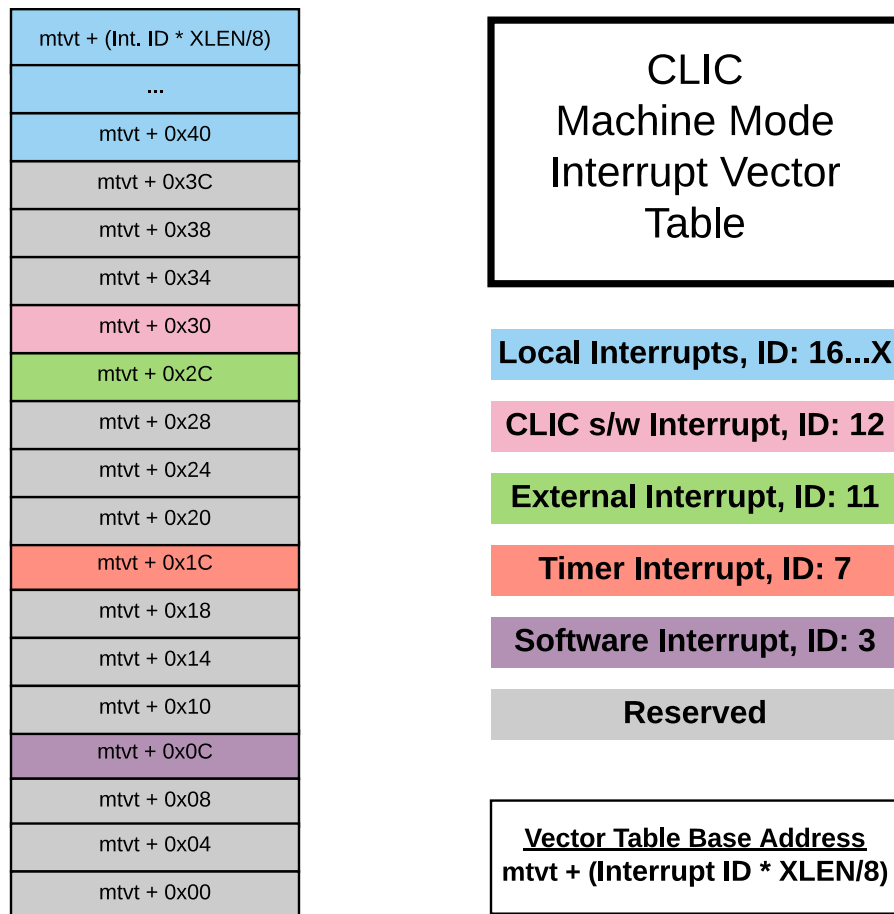 mtvt + (Int. ID * XLEN/8)
...
mtvt + 0x40
mtvt + 0x3C
mtvt + 0x38
mtvt + 0x34
mtvt + 0x30
mtvt + 0x2C
mtvt + 0x28
mtvt + 0x24
mtvt + 0x20
mtvt + 0x1C
mtvt + 0x18
mtvt + 0x14
mtvt + 0x10
mtvt + 0x0C
mtvt + 0x08
mtvt + 0x04
mtvt + 0x00
CLIC
Machine Mode
Interrupt Vector
Table
Local Interrupts, ID: 16...X
CLIC s/w Interrupt, ID: 12
External Interrupt, ID: 11
Timer Interrupt, ID: 7
Software Interrupt, ID: 3
Reserved
Vector Table Base Address
mtvt + (Interrupt ID * XLEN/8)